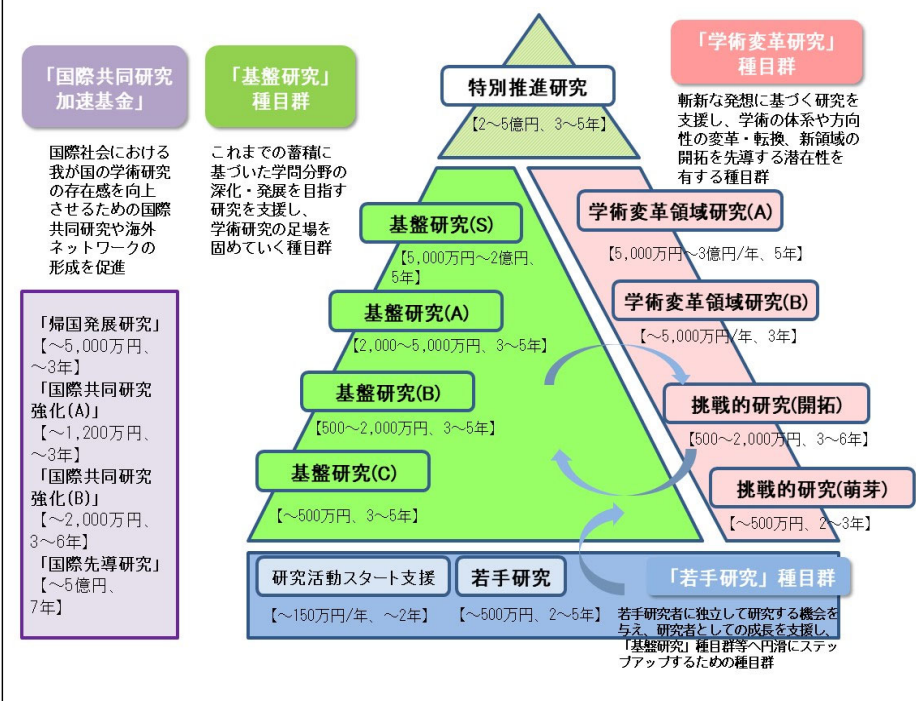 「国際共同研究
加速基金」
国際社会における
我が国の学術研究
の存在感を向上
させるための国際
共同研究や海外
ネットワークの
形成を促進
「帰国発展研究」
【～5,000万円、
～3年】
「国際共同研究
強化(A)」
【～1,200万円、
～3年】
「国際共同研究
強化(B)」
【～2,000万円、
3～6年】
「国際先導研究」
【～5億円、
7年】
「基盤研究」
種目群
これまでの蓄積に
基づいた学問分野の
深化・発展を目指す
研究を支援し、
学術研究の足場を
固めていく種目群
特別推進研究
【2～5億円、3～5年】
基盤研究(S)
【5,000万円～2億円、
5年】
基盤研究(A)
【2,000～5,000万円、3～5年】
基盤研究(B)
【500～2,000万円、3～5年】
基盤研究(C)
【～500万円、3～5年】
「学術変革研究」
種目群
斬新な発想に基づく研究を
支援し、学術の体系や方向
性の変革・転換、新領域の
開拓を先導する潜在性を
有する種目群
学術変革領域研究(A)
【5,000万円～3億円/年、5年】
学術変革領域研究(B)
【～5,000万円/年、3年】
挑戦的研究(開拓)
【500～2,000万円、3～6年】
挑戦的研究(萌芽)
【～500万円、2～3年】
研究活動スタート支援
【～150万円/年、～2年】
若手研究
【～500万円、2～5年】
「若手研究」種目群
若手研究者に独立して研究する機会を
与え、研究者としての成長を支援し、
「基盤研究」種目群等へ円滑にステッ
プアップするための種目群